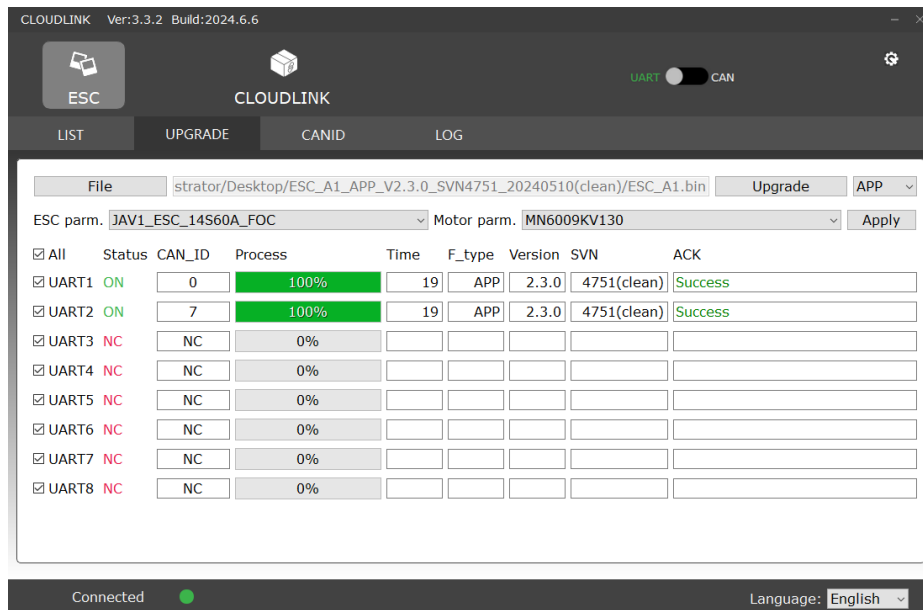 CLOUDLINK Ver:3.3.2 Build:2024.6.6
ESC
CLOUDLINK
UART CAN
LIST UPGRADE CANID LOG
File strator/Desktop/ESC_A1_APP_V2.3.0_SVN4751_20240510(clean)/ESC_A1.bin Upgrade APP
ESC parm. JAV1_ESC_14S60A_FOC Motor parm. MN6009KV130 Apply
All Status CAN_ID Process Time F_type Version SVN ACK
UART1 ON 0 100% 19 APP 2.3.0 4751(clean) Success
UART2 ON 7 100% 19 APP 2.3.0 4751(clean) Success
UART3 NC NC 0%
UART4 NC NC 0%
UART5 NC NC 0%
UART6 NC NC 0%
UART7 NC NC 0%
UART8 NC NC 0%
Connected Language: English